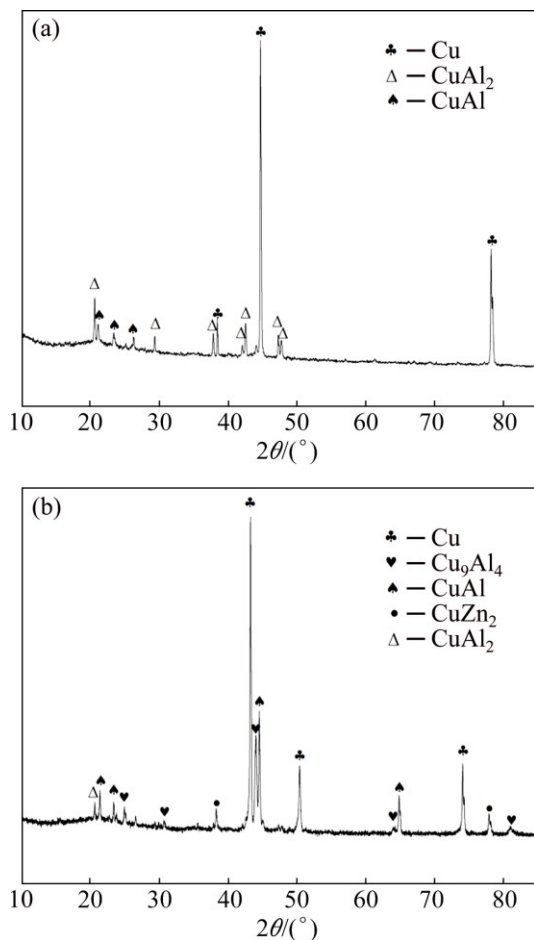 (a)
♣ — Cu
Δ — CuAl₂
♠ — CuAl
♣
♣
Δ
♠
♠
♠
Δ
Δ
♣
Δ
Δ
Δ
Δ
10 20 30 40 50 60 70 80
2θ/(°)
(b)
♣ — Cu
♥ — Cu₉Al₄
♠ — CuAl
● — CuZn₂
Δ — CuAl₂
♣
♠
♥
♣
♣
Δ
♠
♠
♥
♥
●
♥
♠
●
♥
10 20 30 40 50 60 70 80
2θ/(°)